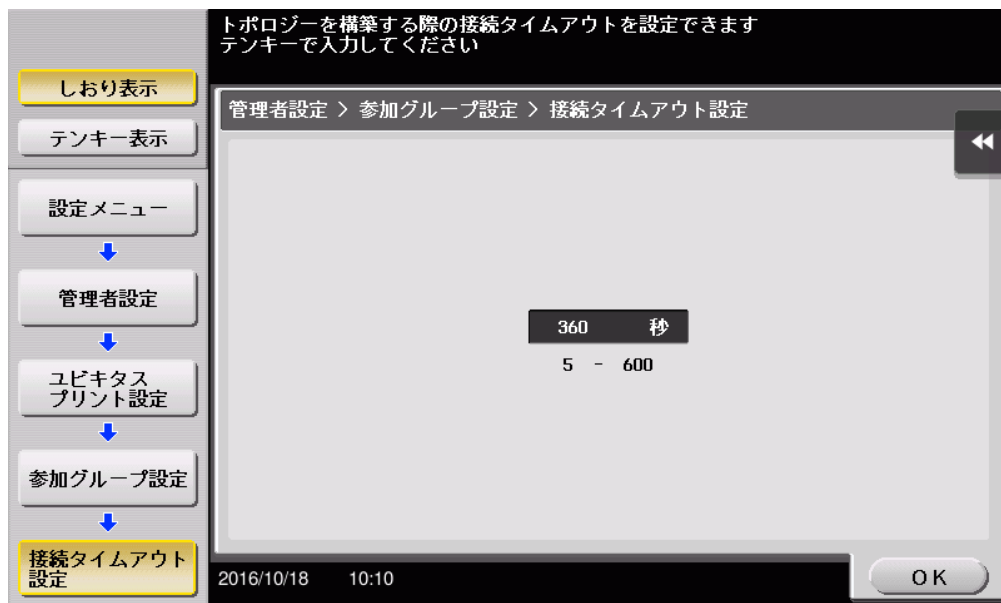 トポロジーを構築する際の接続タイムアウトを設定できます
テンキーで入力してください
しおり表示
テンキー表示
設定メニュー
管理者設定
ユビキタス
プリント設定
参加グループ設定
接続タイムアウト
設定
管理者設定 > 参加グループ設定 > 接続タイムアウト設定
360 秒
5 - 600
2016/10/18 10:10
OK